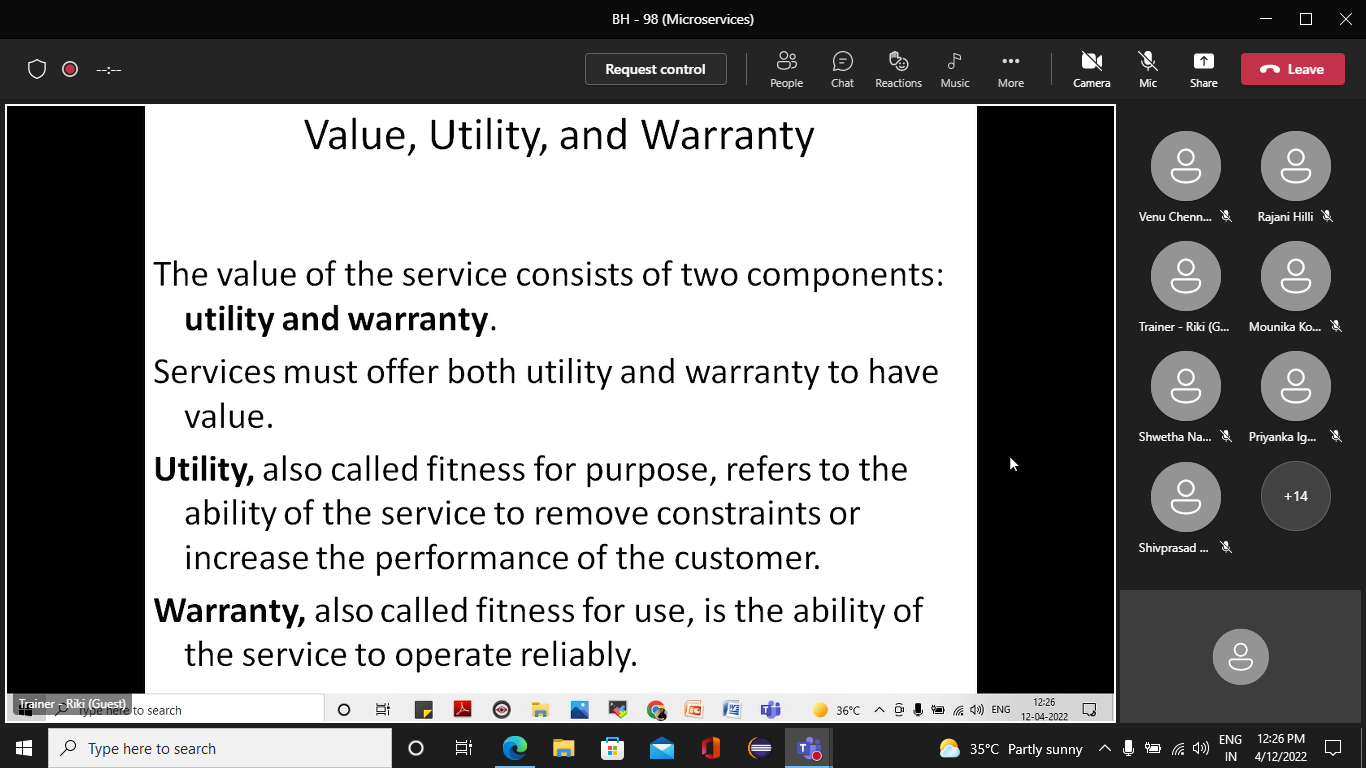 BH - 98 (Microservices)
--:--
Request control
People
Chat
Reactions
Music
More
Camera
Mic
Share
Leave
Value, Utility, and Warranty
The value of the service consists of two components:
utility and warranty.
Services must offer both utility and warranty to have
value.
Utility, also called fitness for purpose, refers to the
ability of the service to remove constraints or
increase the performance of the customer.
Warranty, also called fitness for use, is the ability of
the service to operate reliably.
Venu Chenn...
Rajani Hilli
Trainer - Riki (G...
Mounika Ko...
Shwetha Na...
Priyanka Ig...
Shivprasad ...
+14
Trainer - Riki (Guest)
Type here to search
36°C
ENG
12:26
12-04-2022
Type here to search
35°C Partly sunny
ENG
IN
12:26 PM
4/12/2022